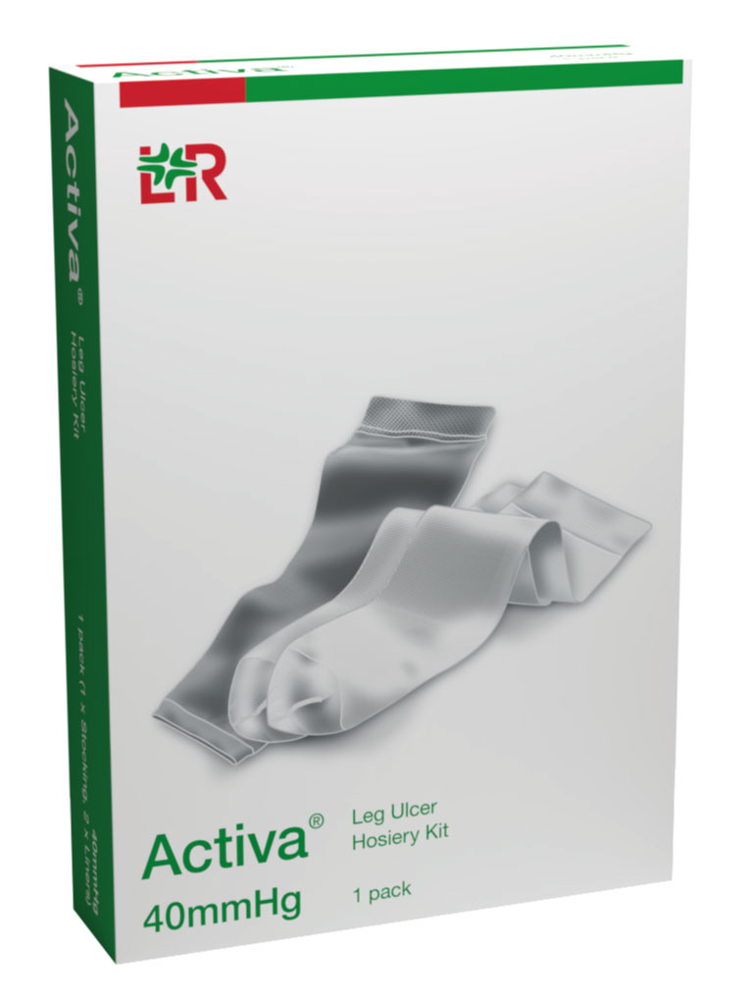 Activa®
L&R
Activa®
Leg Ulcer
Hosiery Kit
40mmHg
1 pack
Activa®
Leg Ulcer
Hosiery Kit
1 pack (1 x Stocking, 2 x Liners)
40mmHg